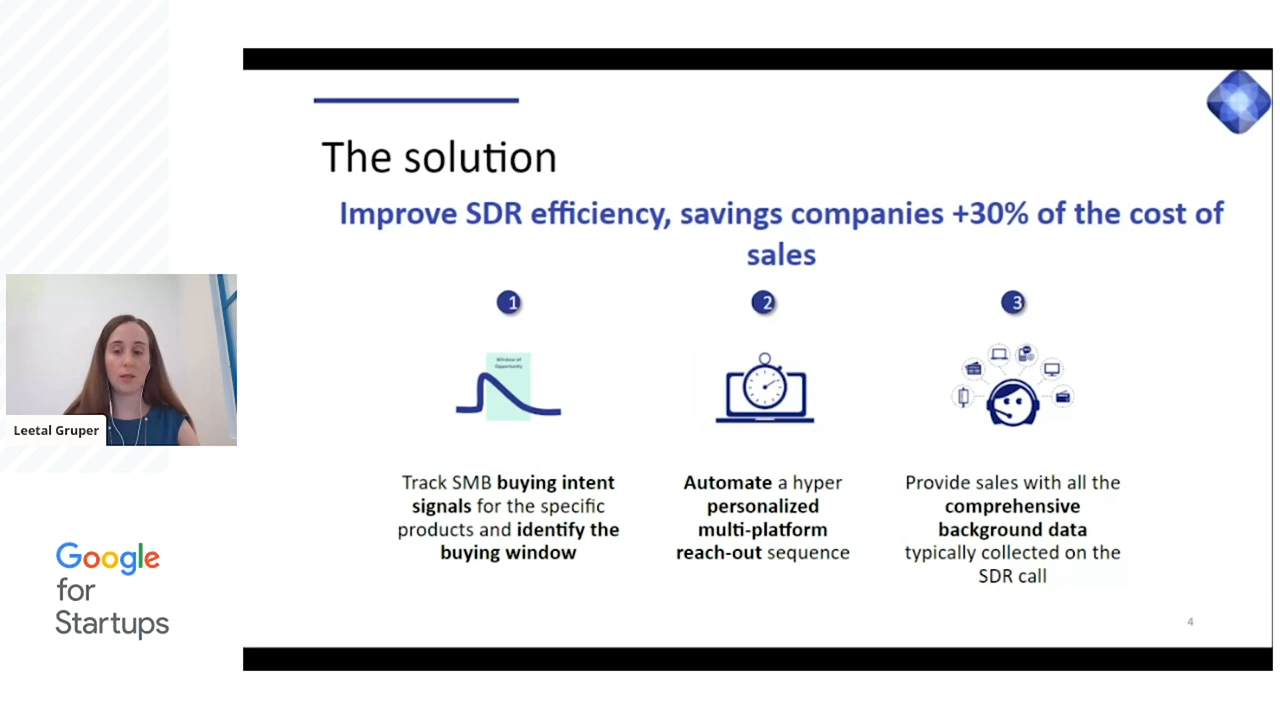 The solution
Improve SDR efficiency, savings companies +30% of the cost of
sales
1
2
3
Window of
Opportunity
Track SMB buying intent
signals for the specific
products and identify the
buying window
Automate a hyper
personalized
multi-platform
reach-out sequence
Provide sales with all the
comprehensive
background data
typically collected on the
SDR call
4
Leetal Gruper
Google
for
Startups